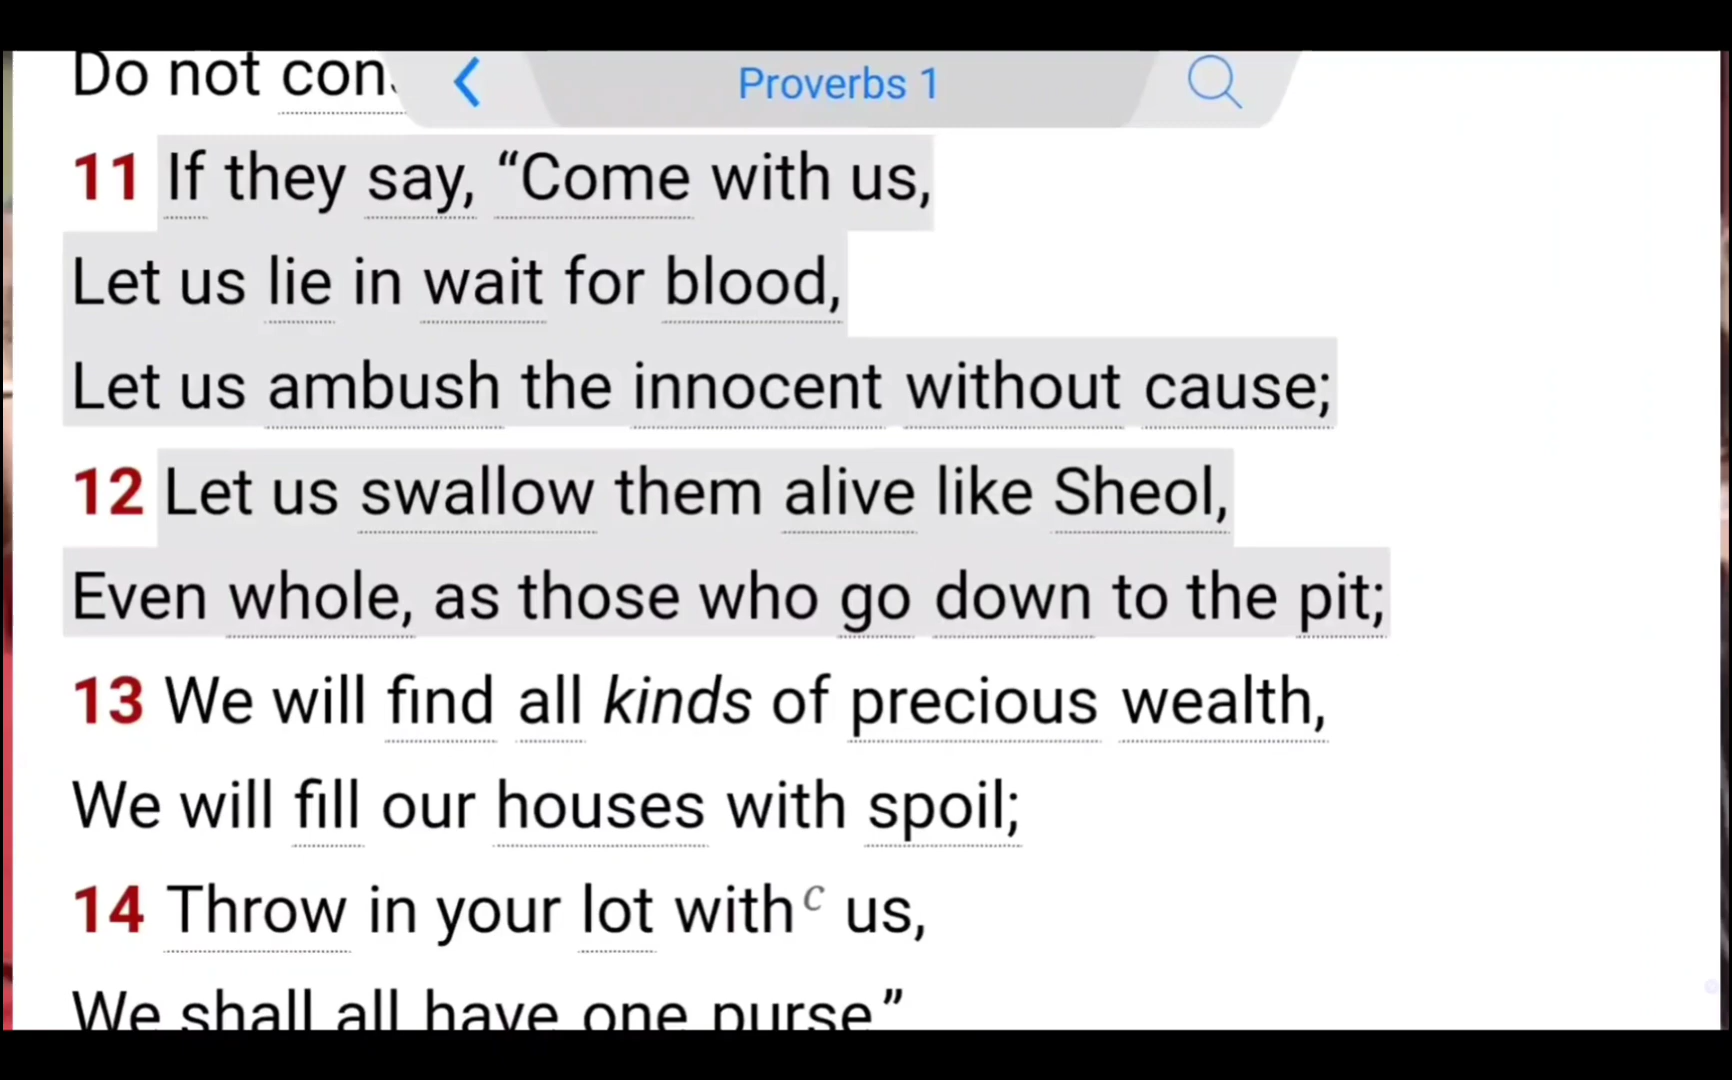 Proverbs 1
Do not
11 If they say, “Come with us,
Let us lie in wait for blood,
Let us ambush the innocent without cause;
12 Let us swallow them alive like Sheol,
Even whole, as those who go down to the pit;
13 We will find all kinds of precious wealth,
We will fill our houses with spoil;
14 Throw in your lot with c us,
We shall all have one purse.”